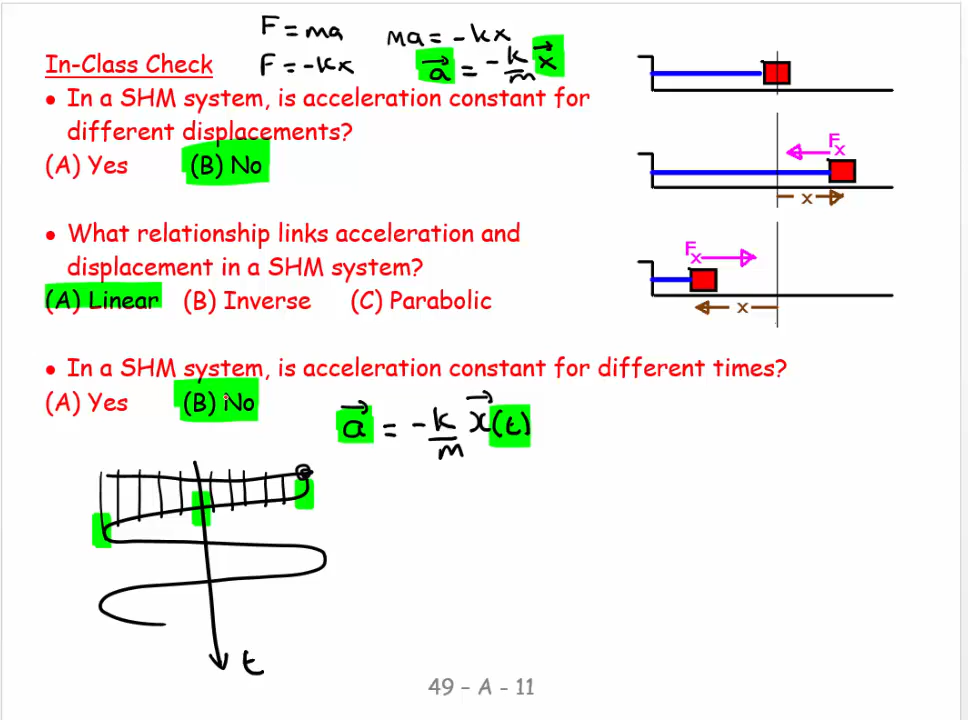 F = ma
ma = -kx
In-Class Check
F = -kx
a = -k/m x
• In a SHM system, is acceleration constant for
different displacements?
(A) Yes (B) No
• What relationship links acceleration and
displacement in a SHM system?
(A) Linear (B) Inverse (C) Parabolic
• In a SHM system, is acceleration constant for different times?
(A) Yes (B) No
a = -k/m x(t)
t
Fx
x
Fx
x
49 – A - 11